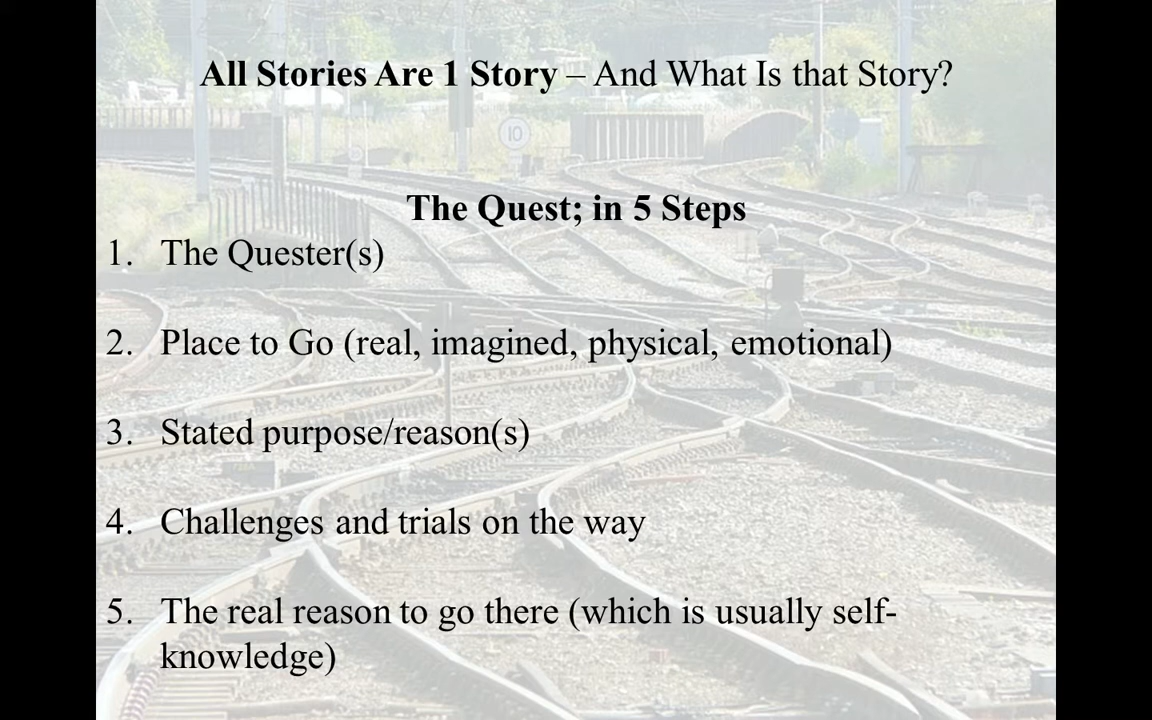 All Stories Are 1 Story – And What Is that Story?
10
The Quest; in 5 Steps
1. The Quester(s)
2. Place to Go (real, imagined, physical, emotional)
3. Stated purpose/reason(s)
4. Challenges and trials on the way
5. The real reason to go there (which is usually self-
knowledge)